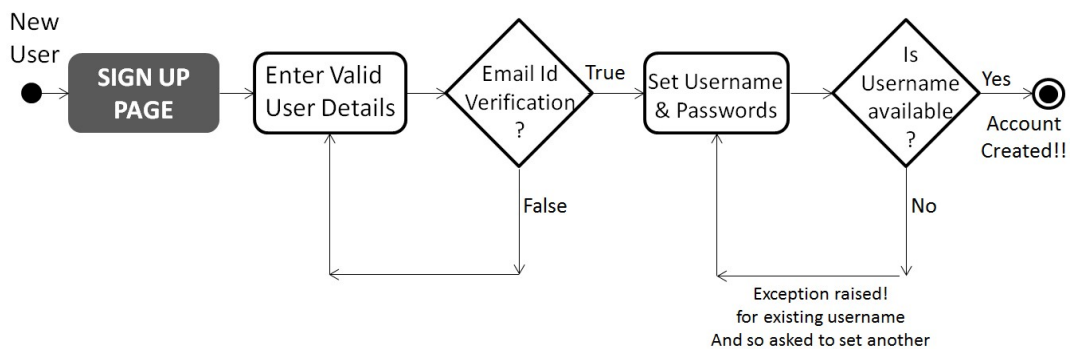 New
User
SIGN UP
PAGE
Enter Valid
User Details
Email Id
Verification
?
True
False
Set Username
& Passwords
Is
Username
available
?
Yes
No
Account
Created!!
Exception raised!
for existing username
And so asked to set another